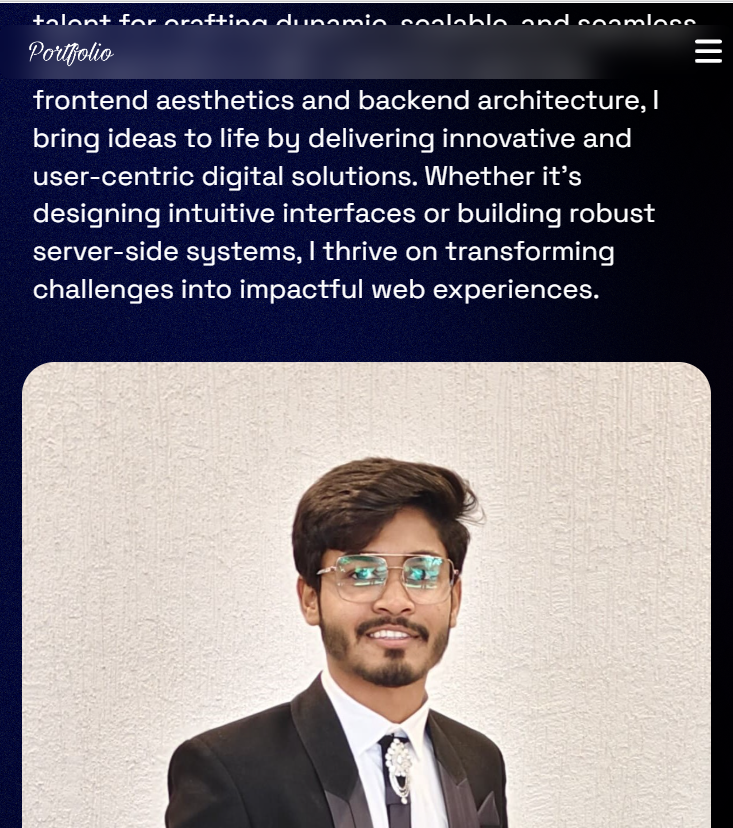 talent for crafting dynamic, scalable, and seamless
Portfolio
frontend aesthetics and backend architecture, I
bring ideas to life by delivering innovative and
user-centric digital solutions. Whether it's
designing intuitive interfaces or building robust
server-side systems, I thrive on transforming
challenges into impactful web experiences.